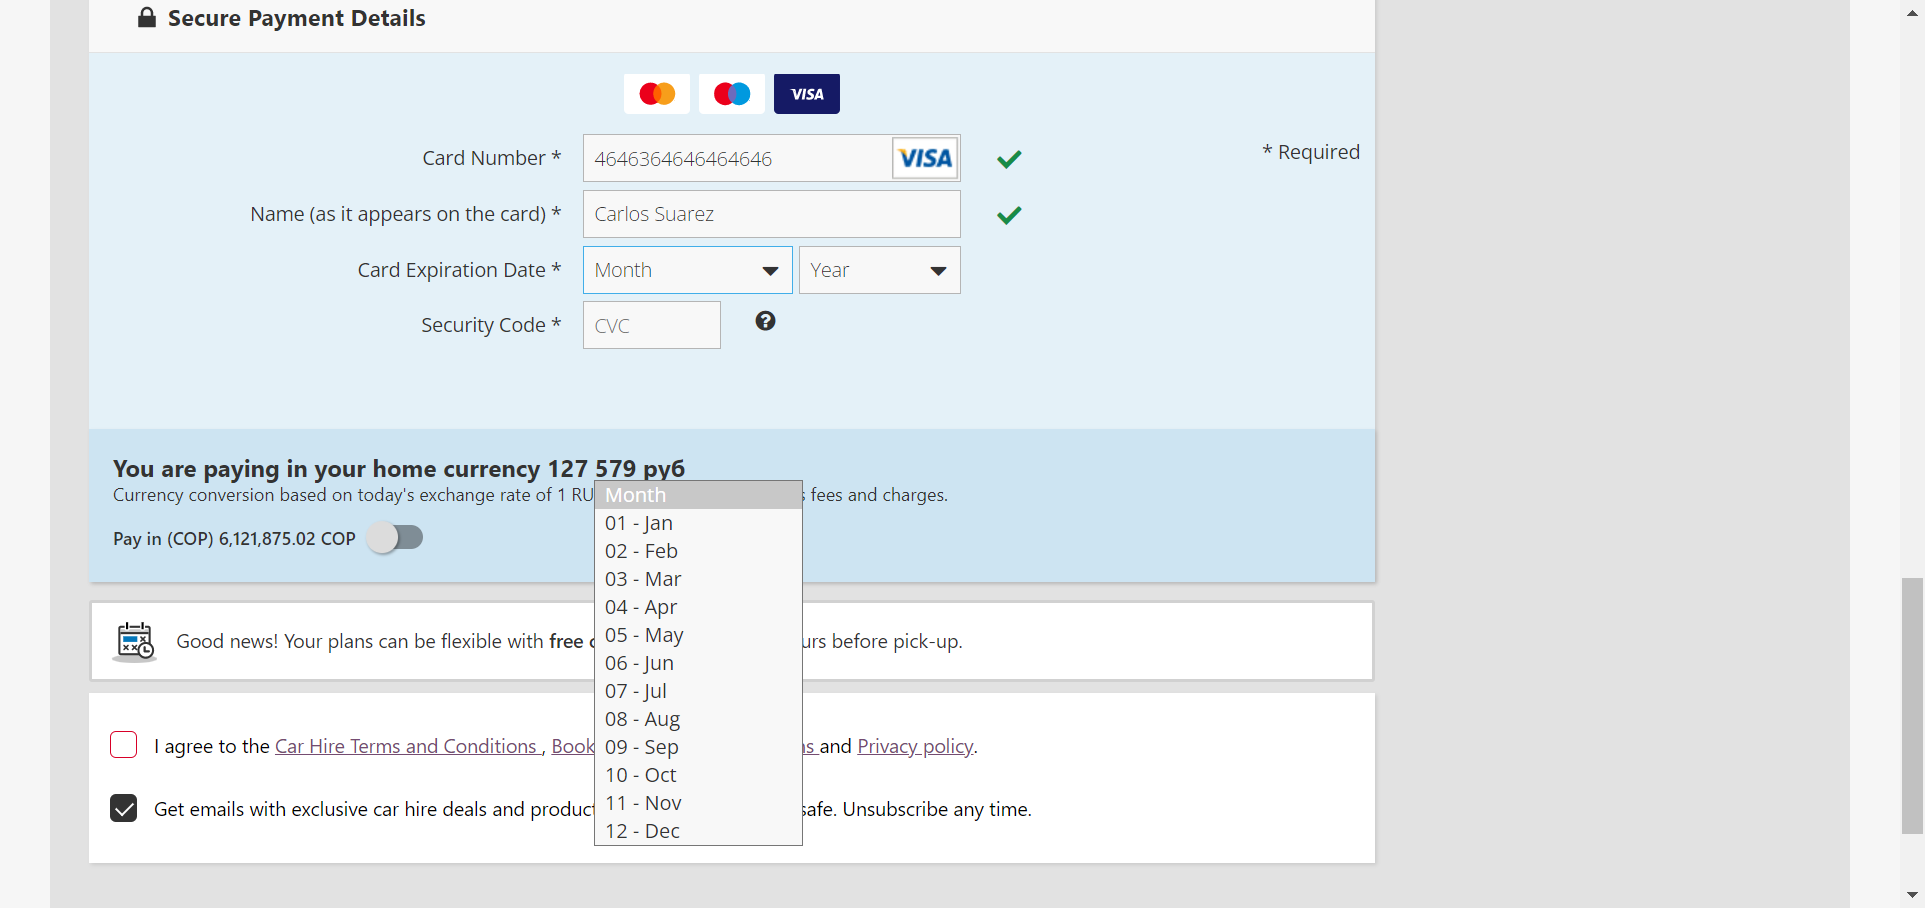 Secure Payment Details
VISA
Card Number *
4646364646464646
VISA
* Required
Name (as it appears on the card) *
Carlos Suarez
Card Expiration Date *
Month
Year
Security Code *
CVC
?
You are paying in your home currency 127 579 руб
Currency conversion based on today's exchange rate of 1 RU
fees and charges.
Pay in (COP) 6,121,875.02 COP
Month
01 - Jan
02 - Feb
03 - Mar
04 - Apr
05 - May
06 - Jun
07 - Jul
08 - Aug
09 - Sep
10 - Oct
11 - Nov
12 - Dec
Good news! Your plans can be flexible with free
before pick-up.
I agree to the Car Hire Terms and Conditions , Book
and Privacy policy.
Get emails with exclusive car hire deals and product
safe. Unsubscribe any time.